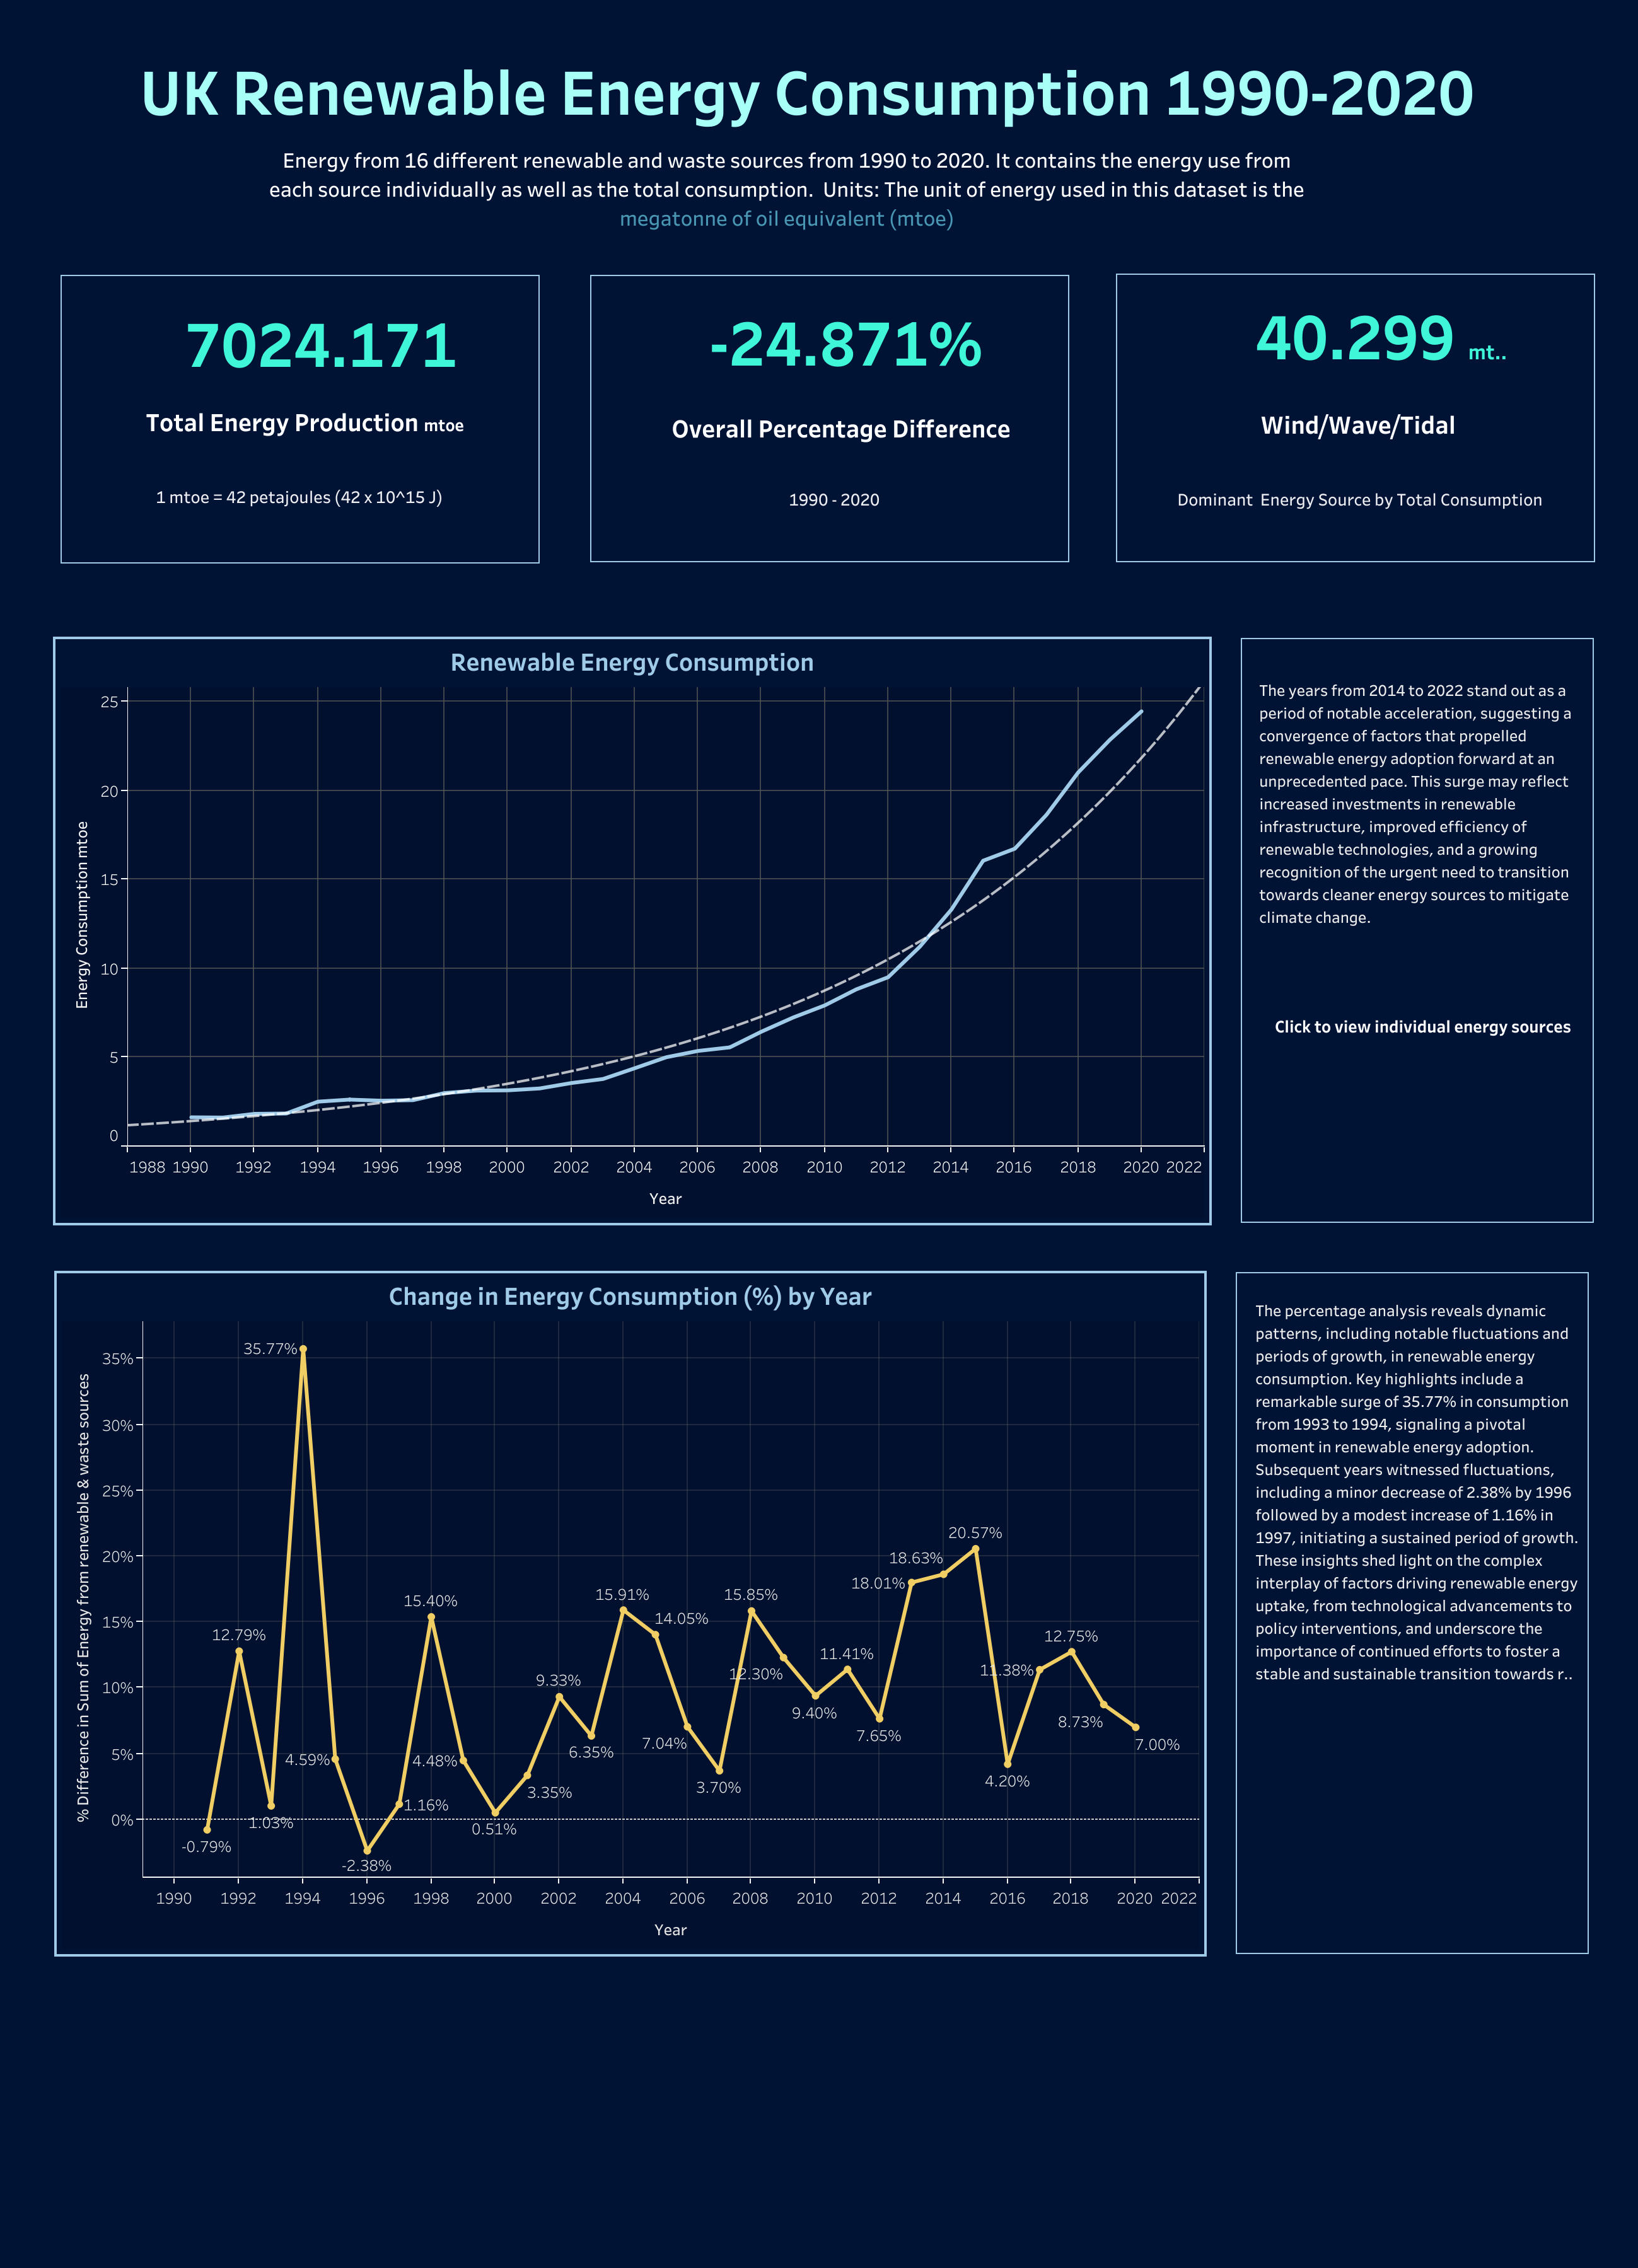 UK Renewable Energy Consumption 1990-2020
Energy from 16 different renewable and waste sources from 1990 to 2020. It contains the energy use from
each source individually as well as the total consumption.  Units: The unit of energy used in this dataset is the
megatonne of oil equivalent (mtoe)
7024.171
Total Energy Production mtoe
1 mtoe = 42 petajoules (42 x 10^15 J)
-24.871%
Overall Percentage Difference
1990 - 2020
40.299 mt..
Wind/Wave/Tidal
Dominant  Energy Source by Total Consumption
Renewable Energy Consumption
Energy Consumption mtoe
25
20
15
10
5
0
1988 1990 1992 1994 1996 1998 2000 2002 2004 2006 2008 2010 2012 2014 2016 2018 2020 2022
Year
The years from 2014 to 2022 stand out as a
period of notable acceleration, suggesting a
convergence of factors that propelled
renewable energy adoption forward at an
unprecedented pace. This surge may reflect
increased investments in renewable
infrastructure, improved efficiency of
renewable technologies, and a growing
recognition of the urgent need to transition
towards cleaner energy sources to mitigate
climate change.
Click to view individual energy sources
Change in Energy Consumption (%) by Year
% Difference in Sum of Energy from renewable & waste sources
35%
30%
25%
20%
15%
10%
5%
0%
-0.79%
12.79%
1.03%
35.77%
4.59%
-2.38%
1.16%
15.40%
4.48%
0.51%
3.35%
9.33%
6.35%
15.91%
14.05%
7.04%
3.70%
15.85%
12.30%
9.40%
11.41%
7.65%
18.01%
18.63%
20.57%
4.20%
11.38%
12.75%
8.73%
7.00%
1990 1992 1994 1996 1998 2000 2002 2004 2006 2008 2010 2012 2014 2016 2018 2020 2022
Year
The percentage analysis reveals dynamic
patterns, including notable fluctuations and
periods of growth, in renewable energy
consumption. Key highlights include a
remarkable surge of 35.77% in consumption
from 1993 to 1994, signaling a pivotal
moment in renewable energy adoption.
Subsequent years witnessed fluctuations,
including a minor decrease of 2.38% by 1996
followed by a modest increase of 1.16% in
1997, initiating a sustained period of growth.
These insights shed light on the complex
interplay of factors driving renewable energy
uptake, from technological advancements to
policy interventions, and underscore the
importance of continued efforts to foster a
stable and sustainable transition towards r..